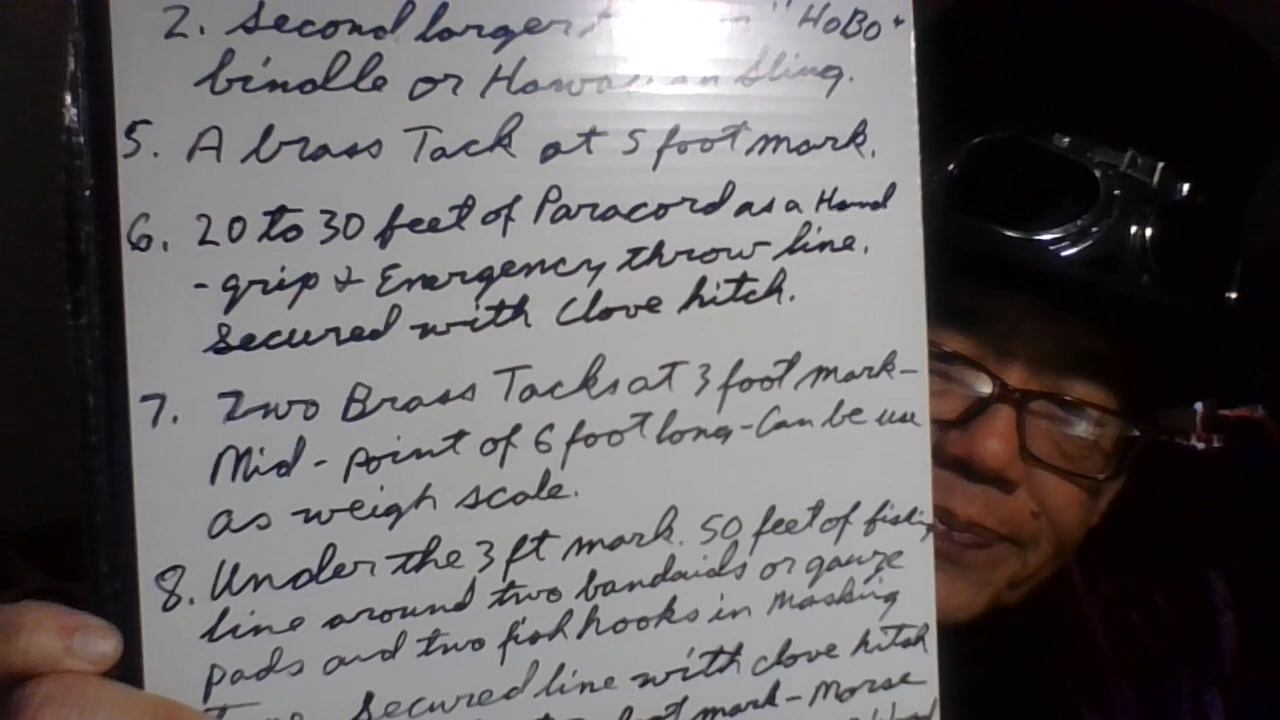 2. Second larger "HoBo"
bindle or Hawaiian Sling.
5. A brass Tack at 5 foot mark.
6. 20 to 30 feet of Paracord as a Hand
-grip & Emergency throw line.
Secured with Clove hitch.
7. Two Brass Tacks at 3 foot mark-
Mid-point of 6 foot long-Can be use
as weigh scale.
8. Under the 3 ft mark. 50 feet of fishing
line around two bandaids or gauze
pads and two fish hooks in Masking
secured line with clove hitch
foot mark-Morse